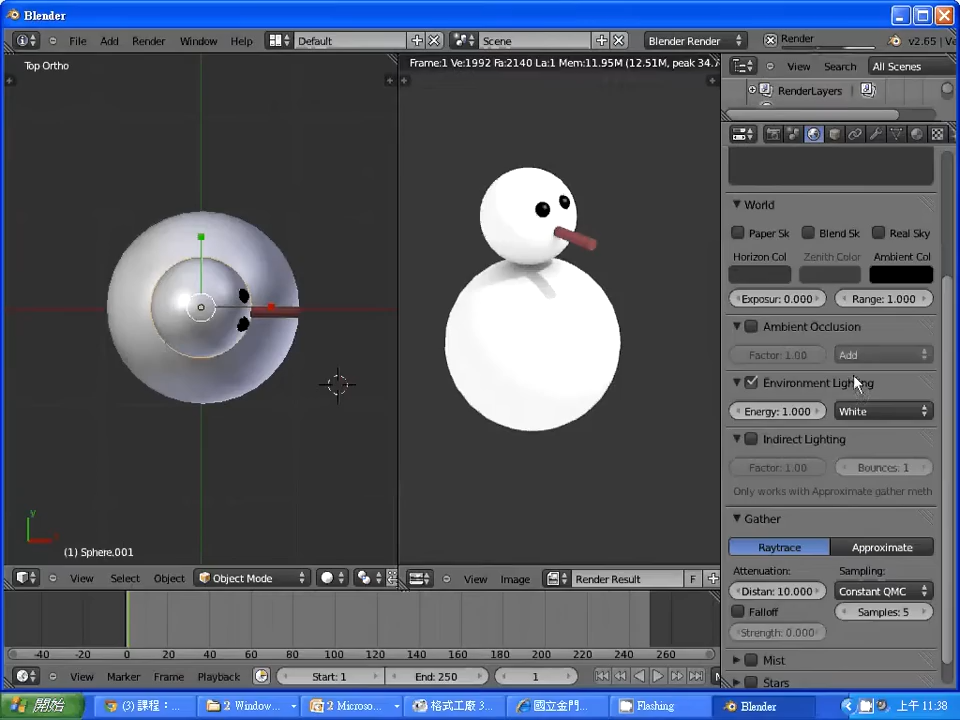 Blender
File Add Render Window Help Default Scene Blender Render Render v2.65
Top Ortho
Frame:1 Ve:1992 Fa:2140 La:1 Mem:11.95M (12.51M, peak 34.7
View Search All Scenes
RenderLayers
World
Paper Sk Blend Sk Real Sky
Horizon Col Zenith Color Ambient Col
Exposur: 0.000 Range: 1.000
Ambient Occlusion
Factor: 1.00 Add
Environment Lighting
Energy: 1.000 White
Indirect Lighting
Factor: 1.00 Bounces: 1
Only works with Approximate gather meth
Gather
Raytrace Approximate
Attenuation: Sampling:
Distan: 10.000 Constant QMC
Falloff Samples: 5
Strength: 0.000
Mist
Stars
y
(1) Sphere.001
View Select Object Object Mode View Image Render Result F
-40 -20 0 20 40 60 80 100 120 140 160 180 200 220 240 260
View Marker Frame Playback Start: 1 End: 250 1
開始 (3) 課程：... 2 Window... 2 Microso... 格式工廠 3... 國立金門... Flashing Blender 上午 11:38